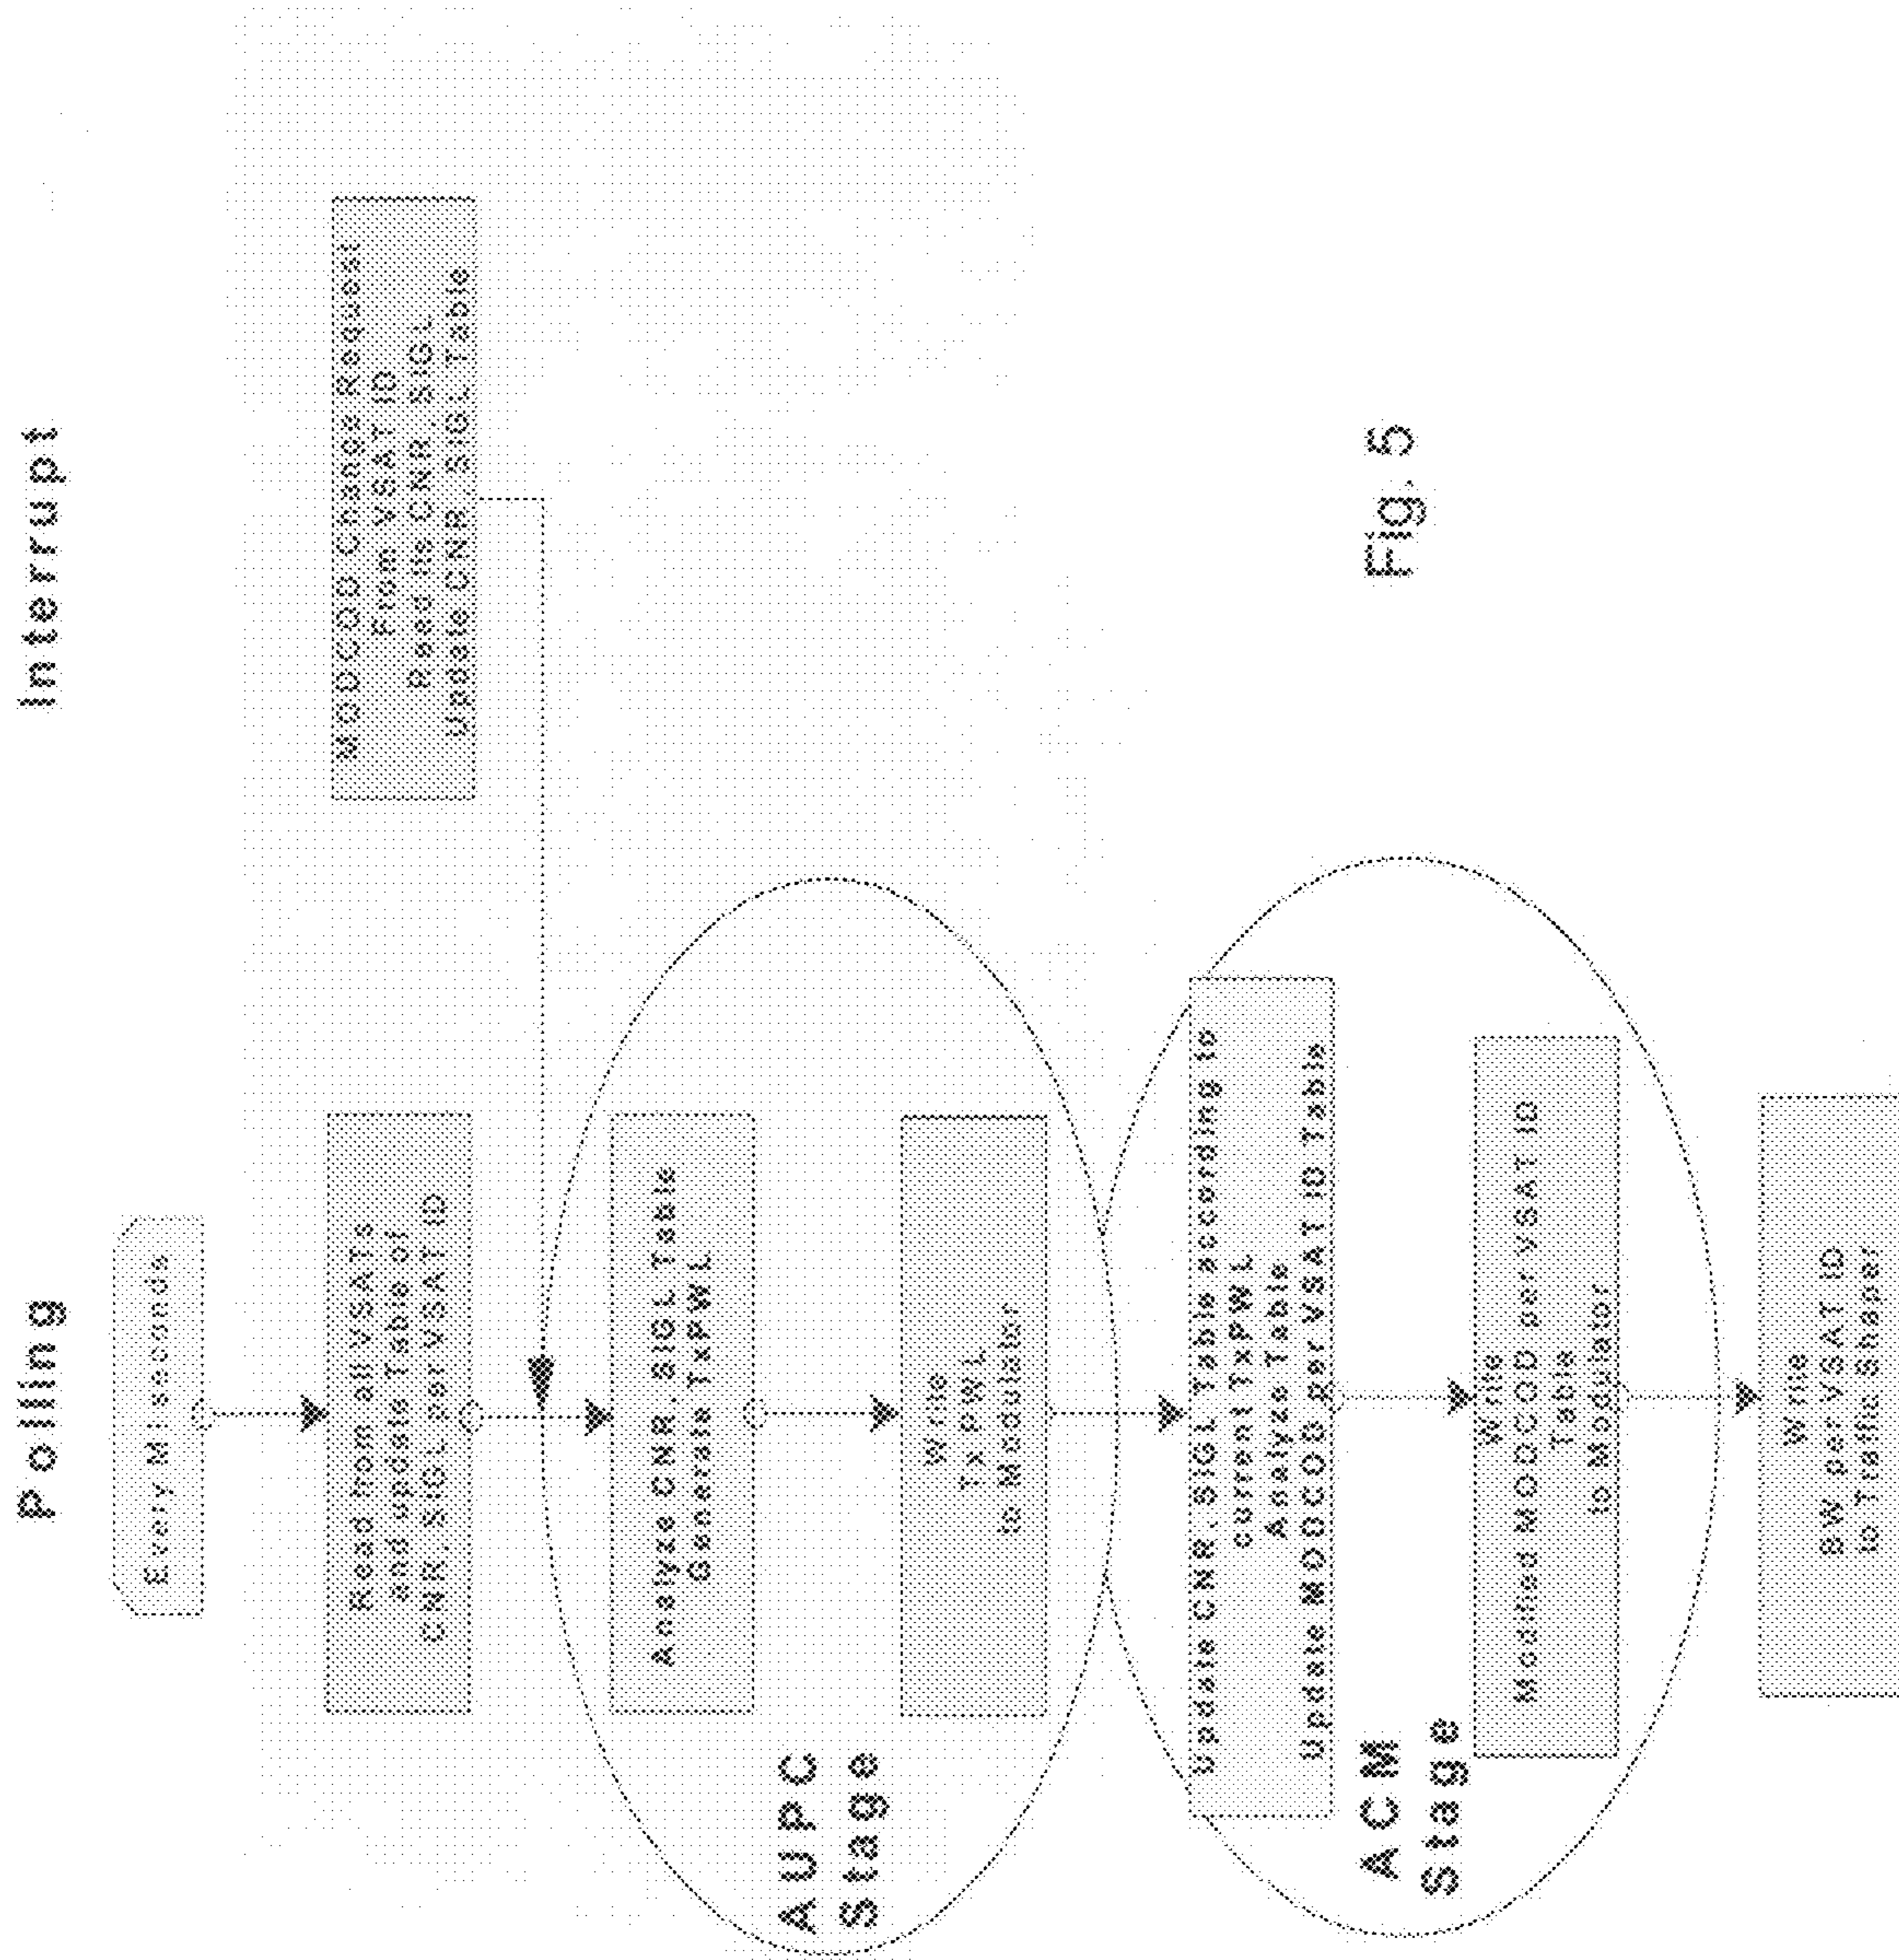 Polling
Interrupt
Every M seconds
Read from all VSATs
and update Table of
CNR, SIGL per VSAT ID
MODCOD Change Request
From VSAT ID
Read its CNR, SIGL
Update CNR, SIGL Table
AUPC
Stage
Analyze CNR, SIGL Table
Generate TxPWL
Write
TxPWL
to Modulator
ACM
Stage
Update CNR, SIGL Table according to
current TxPWL
Analyze Table
Update MODCOD per VSAT ID Table
Write
Modified MODCOD per VSAT ID
Table
to Modulator
Write
BW per VSAT ID
to Traffic Shaper
Fig. 5